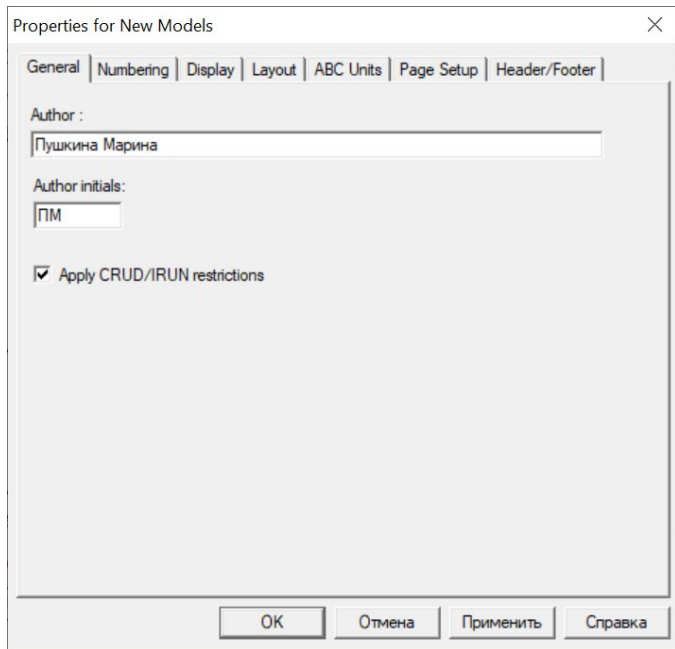 Properties for New Models
General Numbering Display Layout ABC Units Page Setup Header/Footer
Author :
Пушкина Марина
Author initials:
ПМ
Apply CRUD/IRUN restrictions
OK Отмена Применить Справка